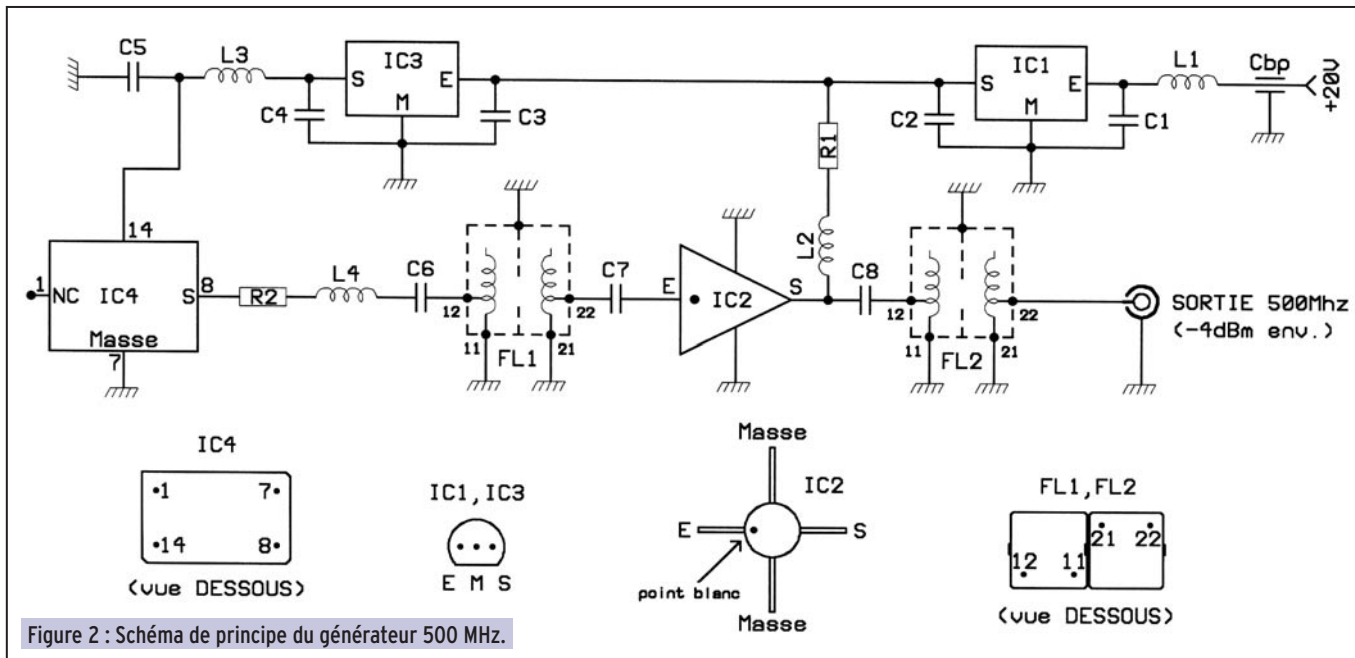 C5
L3
IC3
S
E
M
C4
C3
IC1
S
E
M
C2
C1
L1
Cbp
+20V
R1
L2
14
1
NC
IC4
S
8
Masse
7
R2
L4
C6
12
11
22
21
FL1
C7
E
IC2
S
C8
12
11
22
21
FL2
SORTIE 500Mhz
(-4dBm env.)
IC4
1
7
14
8
(vue DESSOUS)
IC1,IC3
E M S
Masse
IC2
E
S
point blanc
Masse
FL1,FL2
21
22
12
11
(vue DESSOUS)
Figure 2 : Schéma de principe du générateur 500 MHz.